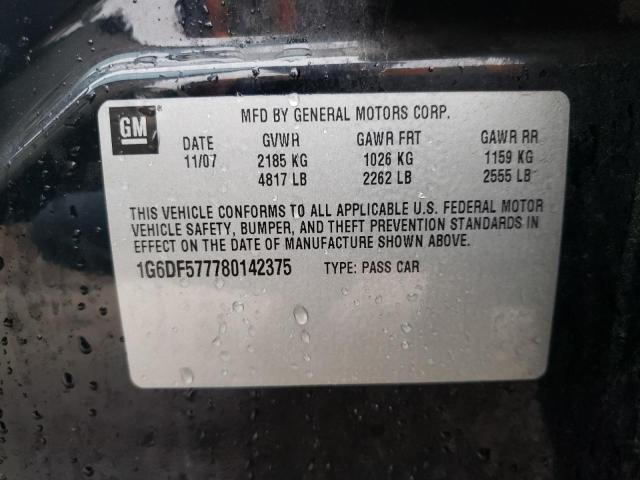 MFD BY GENERAL MOTORS CORP.
GM
DATE GVWR GAWR FRT GAWR RR
11/07 2185 KG 1026 KG 1159 KG
4817 LB 2262 LB 2555 LB
THIS VEHICLE CONFORMS TO ALL APPLICABLE U.S. FEDERAL MOTOR
VEHICLE SAFETY, BUMPER, AND THEFT PREVENTION STANDARDS IN
EFFECT ON THE DATE OF MANUFACTURE SHOWN ABOVE.
1G6DF577780142375 TYPE: PASS CAR